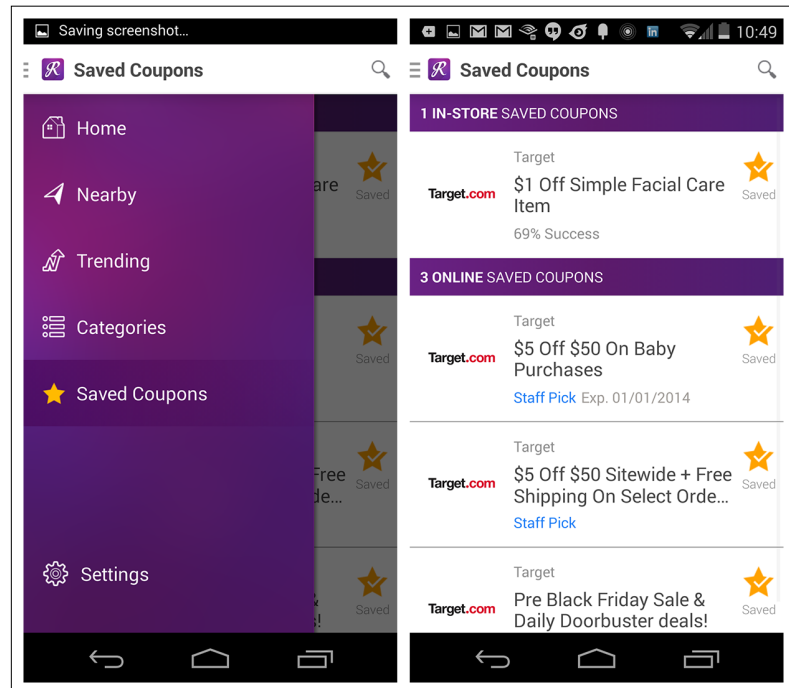 Saving screenshot...
R Saved Coupons
Home
Nearby
Trending
Categories
Saved Coupons
Settings
are
Saved
Saved
Free
de...
Saved
&
s!
Saved
10:49
R Saved Coupons
1 IN-STORE SAVED COUPONS
Target
Target.com
$1 Off Simple Facial Care
Item
69% Success
Saved
3 ONLINE SAVED COUPONS
Target
Target.com
$5 Off $50 On Baby
Purchases
Staff Pick Exp. 01/01/2014
Saved
Target
Target.com
$5 Off $50 Sitewide + Free
Shipping On Select Orde...
Staff Pick
Saved
Target
Target.com
Pre Black Friday Sale &
Daily Doorbuster deals!
Saved